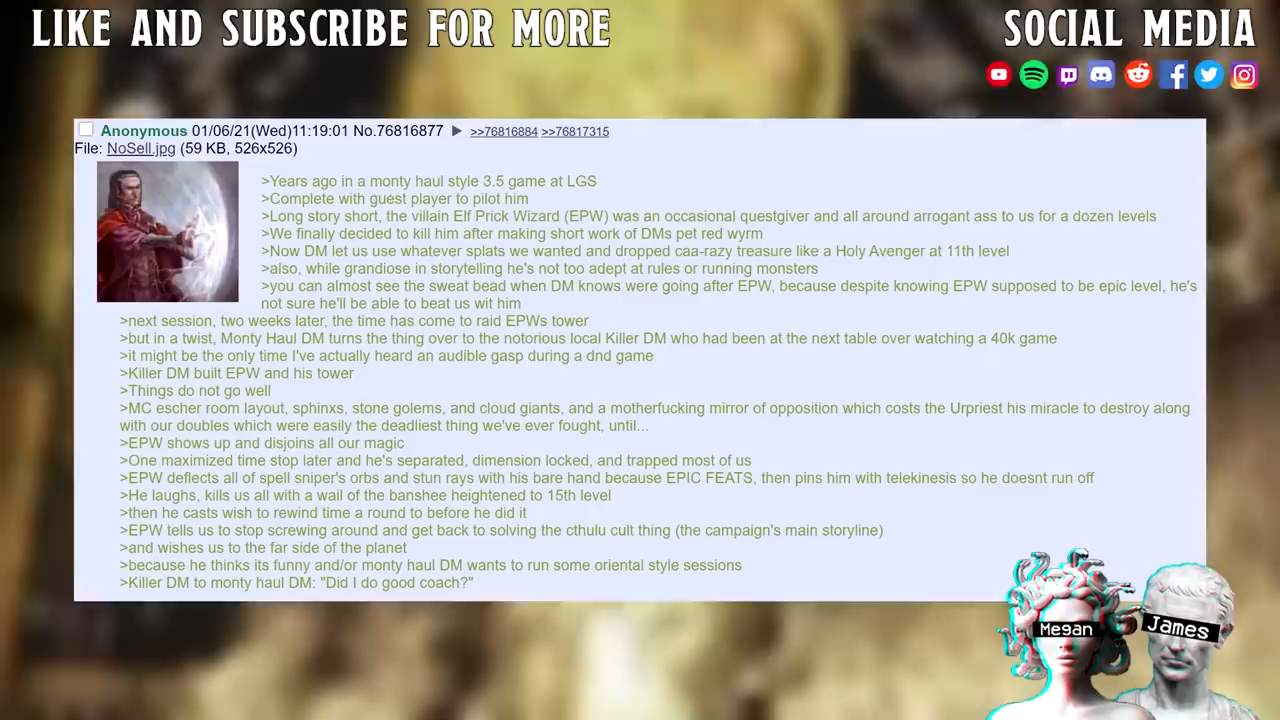 LIKE AND SUBSCRIBE FOR MORE
SOCIAL MEDIA
Anonymous 01/06/21(Wed)11:19:01 No.76816877 ▶ >>76816884 >>76817315
File: NoSell.jpg (59 KB, 526x526)
>Years ago in a monty haul style 3.5 game at LGS
>Complete with guest player to pilot him
>Long story short, the villain Elf Prick Wizard (EPW) was an occasional questgiver and all around arrogant ass to us for a dozen levels
>We finally decided to kill him after making short work of DMs pet red wyrm
>Now DM let us use whatever splats we wanted and dropped caa-razy treasure like a Holy Avenger at 11th level
>also, while grandiose in storytelling he's not too adept at rules or running monsters
>you can almost see the sweat bead when DM knows were going after EPW, because despite knowing EPW supposed to be epic level, he's
not sure he'll be able to beat us wit him
>next session, two weeks later, the time has come to raid EPWs tower
>but in a twist, Monty Haul DM turns the thing over to the notorious local Killer DM who had been at the next table over watching a 40k game
>it might be the only time I've actually heard an audible gasp during a dnd game
>Killer DM built EPW and his tower
>Things do not go well
>MC escher room layout, sphinxs, stone golems, and cloud giants, and a motherfucking mirror of opposition which costs the Urpriest his miracle to destroy along
with our doubles which were easily the deadliest thing we've ever fought, until...
>EPW shows up and disjoins all our magic
>One maximized time stop later and he's separated, dimension locked, and trapped most of us
>EPW deflects all of spell sniper's orbs and stun rays with his bare hand because EPIC FEATS, then pins him with telekinesis so he doesnt run off
>He laughs, kills us all with a wail of the banshee heightened to 15th level
>then he casts wish to rewind time a round to before he did it
>EPW tells us to stop screwing around and get back to solving the cthulu cult thing (the campaign's main storyline)
>and wishes us to the far side of the planet
>because he thinks its funny and/or monty haul DM wants to run some oriental style sessions
>Killer DM to monty haul DM: "Did I do good coach?"
Megan
James